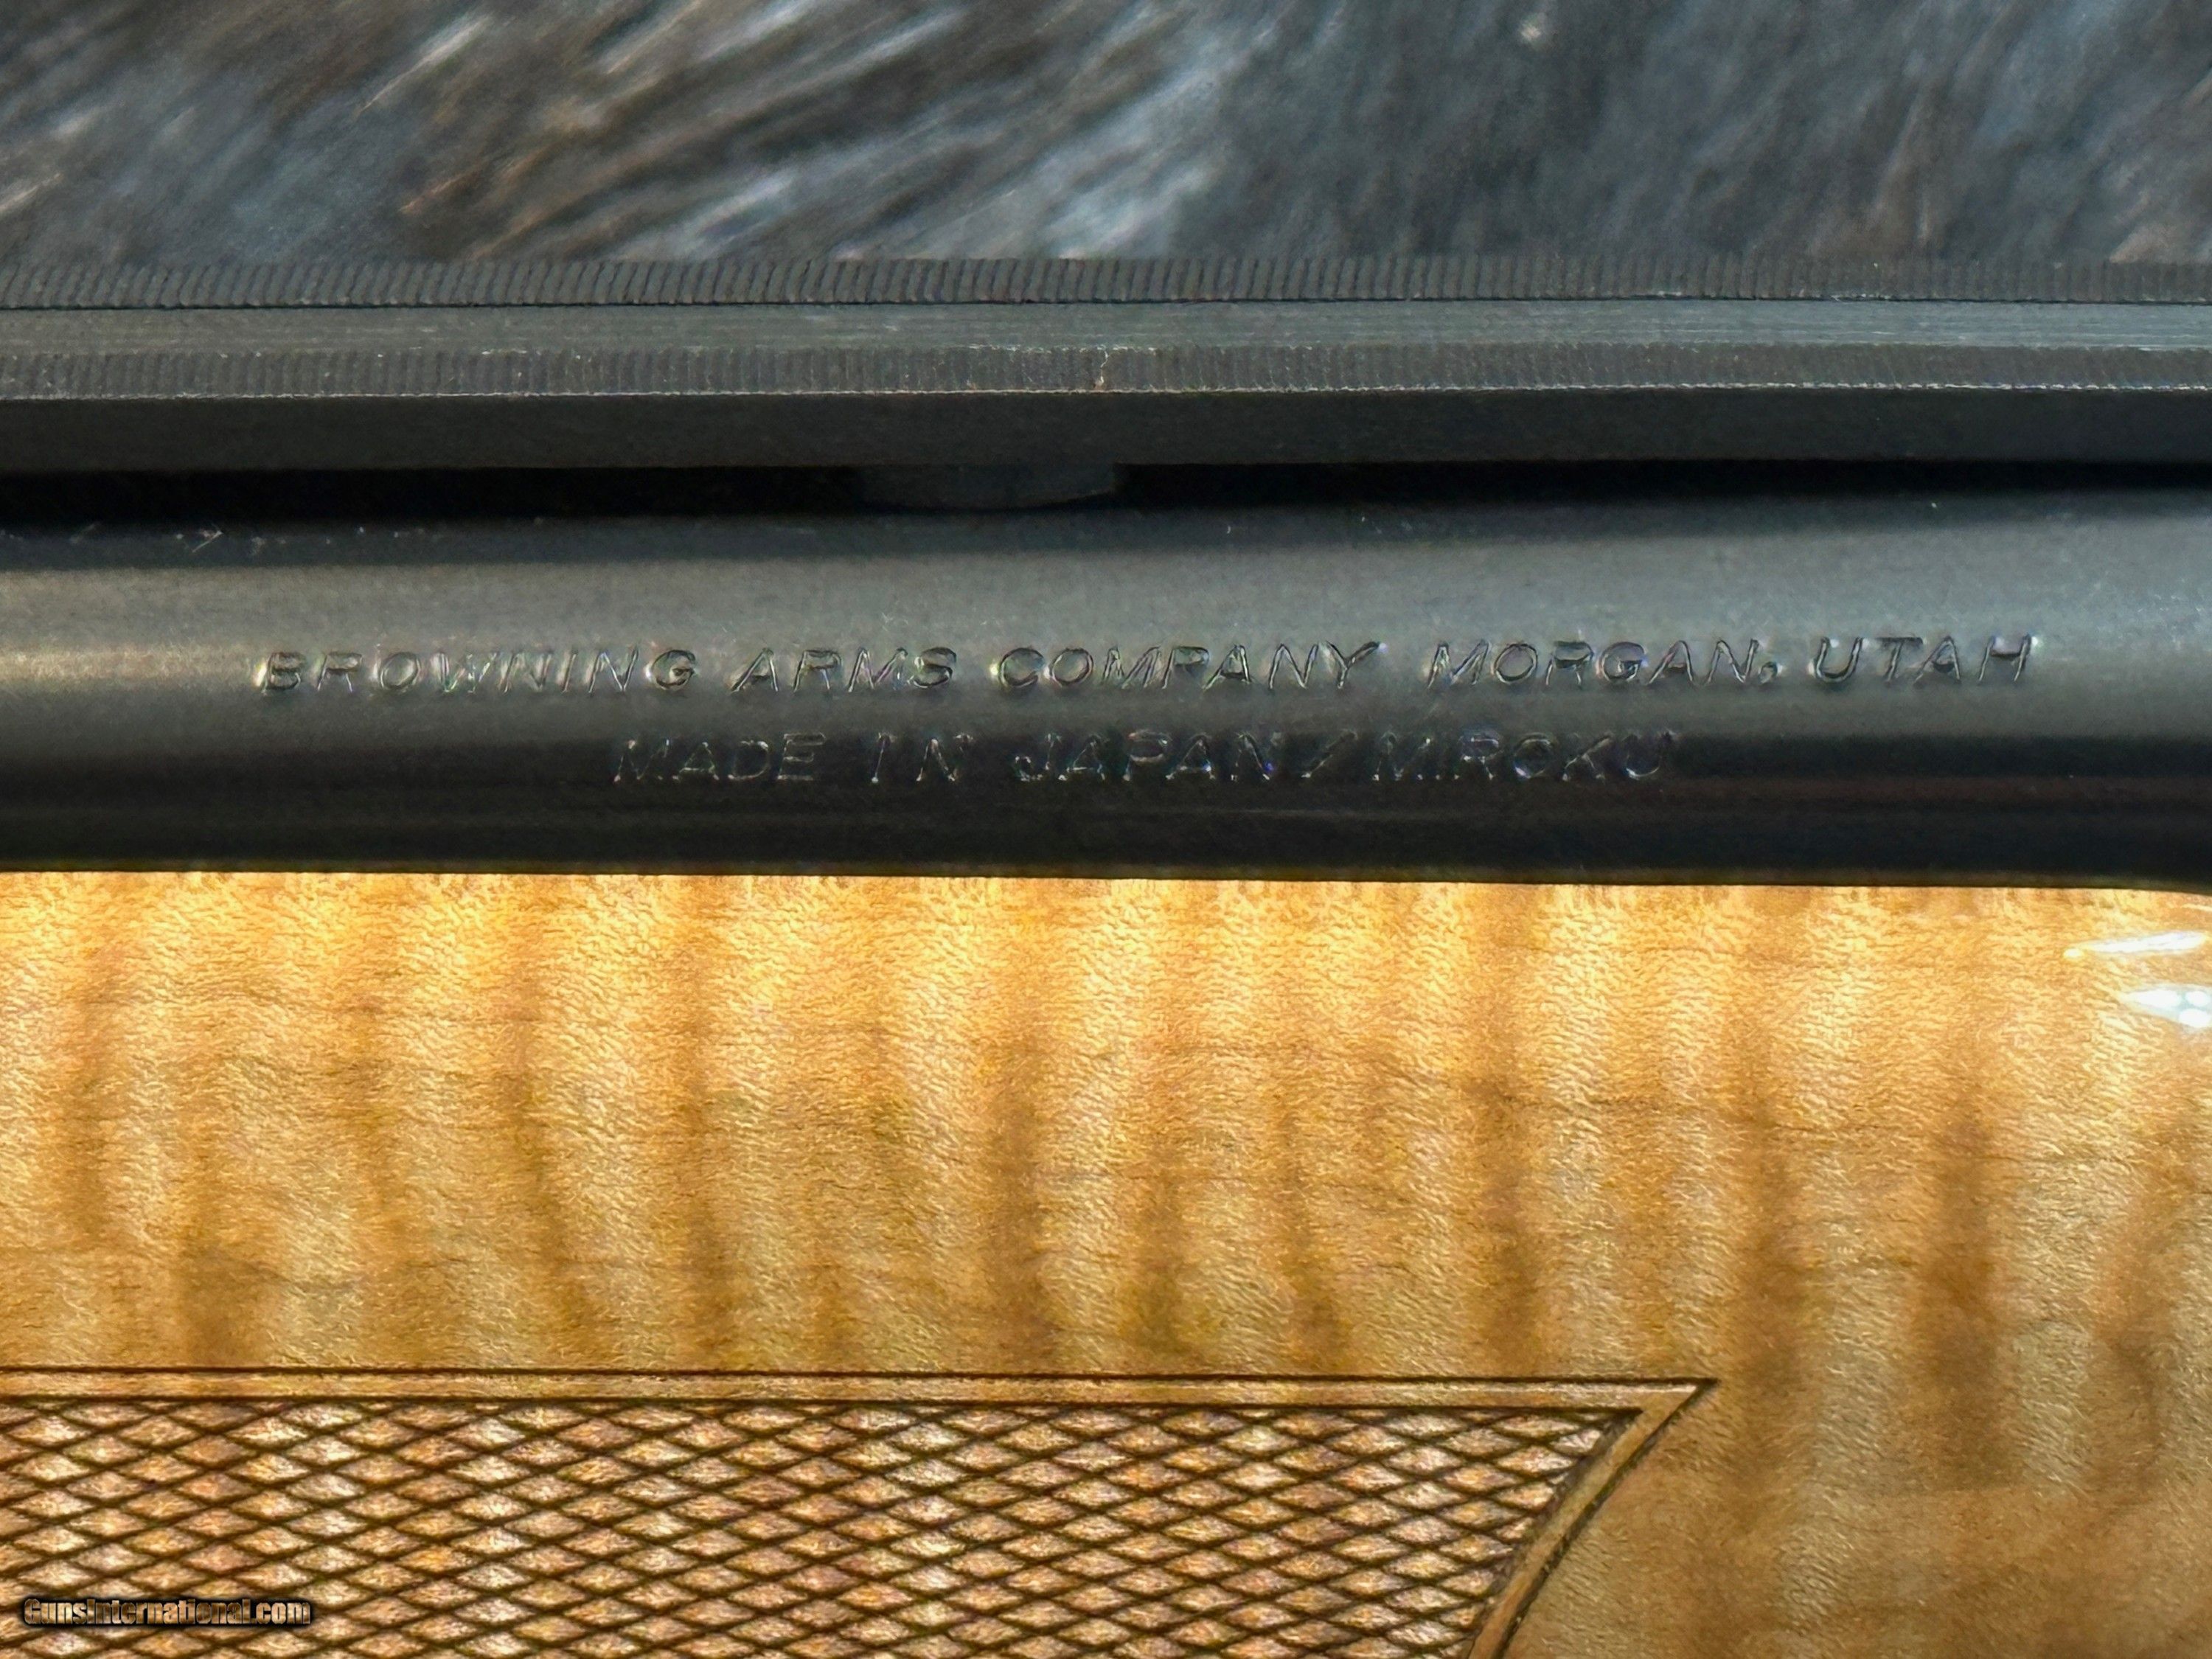 BROWNING ARMS COMPANY MORGAN, UTAH
MADE IN JAPAN/MIROKU
GunsInternational.com